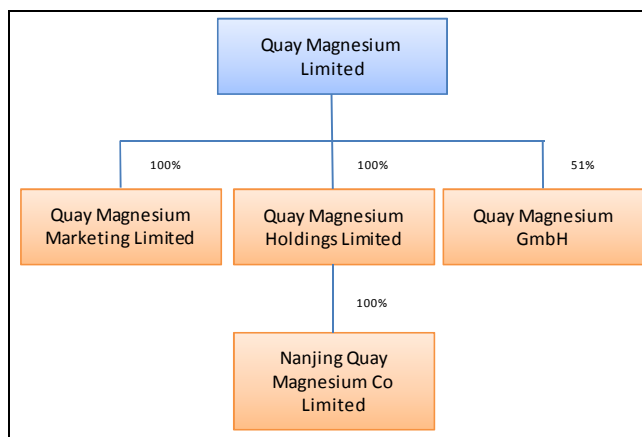 Quay Magnesium
Limited
100%
100%
51%
Quay Magnesium
Marketing Limited
Quay Magnesium
Holdings Limited
Quay Magnesium
GmbH
100%
Nanjing Quay
Magnesium Co
Limited